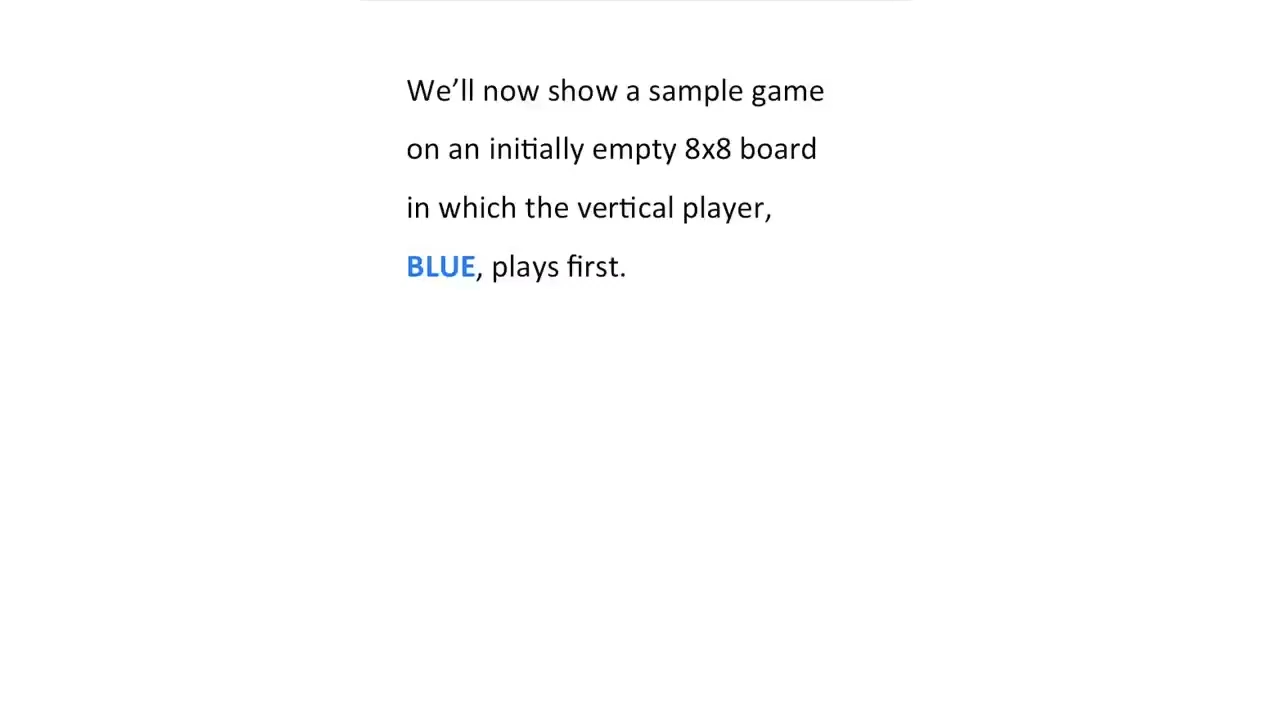 We’ll now show a sample game
on an initially empty 8x8 board
in which the vertical player,
BLUE, plays first.